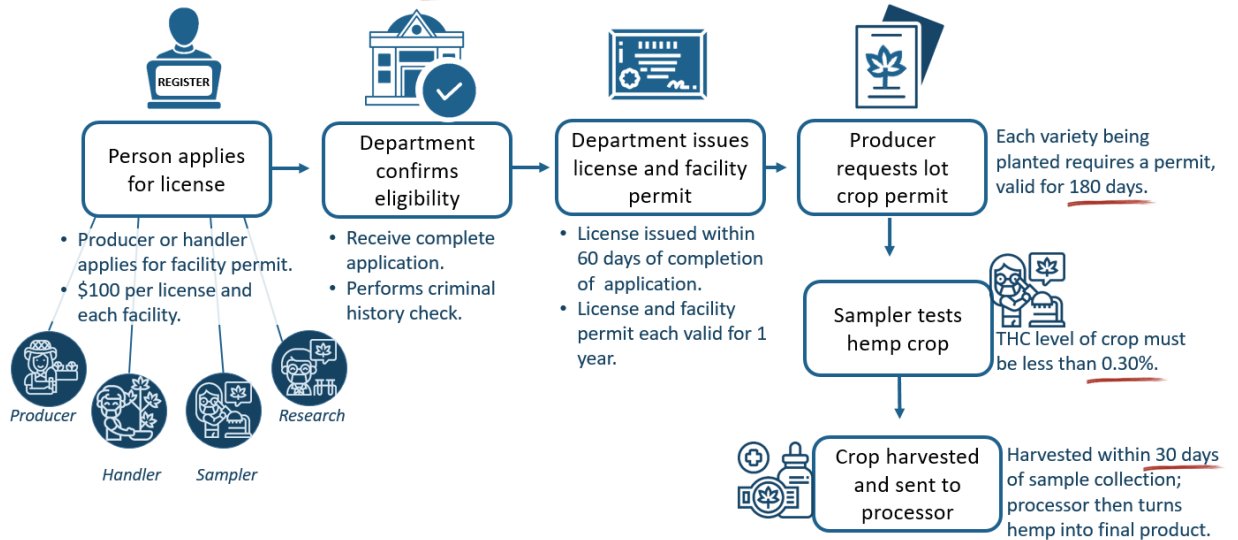 REGISTER
Person applies
for license
• Producer or handler
applies for facility permit.
• $100 per license and
each facility.
Producer
Handler
Sampler
Research
Department
confirms
eligibility
• Receive complete
application.
• Performs criminal
history check.
Department issues
license and facility
permit
• License issued within
60 days of completion
of  application.
• License and facility
permit each valid for 1
year.
Producer
requests lot
crop permit
Each variety being
planted requires a permit,
valid for 180 days.
Sampler tests
hemp crop
THC level of crop must
be less than 0.30%.
Crop harvested
and sent to
processor
Harvested within 30 days
of sample collection;
processor then turns
hemp into final product.